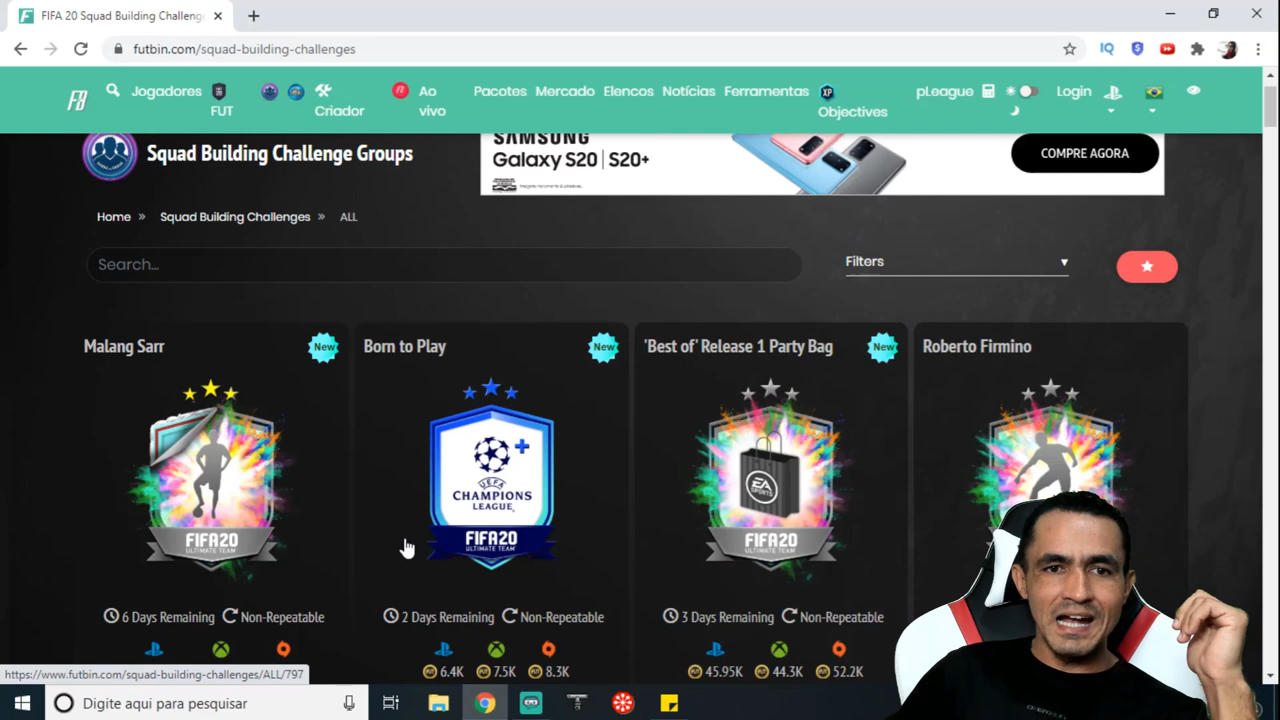 FIFA 20 Squad Building Challeng
futbin.com/squad-building-challenges
Jogadores
FUT
Criador
Ao vivo
Pacotes
Mercado
Elencos
Notícias
Ferramentas
XP
Objectives
pLeague
Login
Squad Building Challenge Groups
SAMSUNG
Galaxy S20 | S20+
COMPRE AGORA
Home » Squad Building Challenges » ALL
Search...
Filters
Malang Sarr
New
Born to Play
New
'Best of' Release 1 Party Bag
New
Roberto Firmino
FIFA20
ULTIMATE TEAM
UEFA
CHAMPIONS
LEAGUE
FIFA20
ULTIMATE TEAM
EA
SPORTS
FIFA20
ULTIMATE TEAM
FIFA20
6 Days Remaining Non-Repeatable
2 Days Remaining Non-Repeatable
3 Days Remaining Non-Repeatable
6.4K 7.5K 8.3K
45.95K 44.3K 52.2K
https://www.futbin.com/squad-building-challenges/ALL/797
Digite aqui para pesquisar